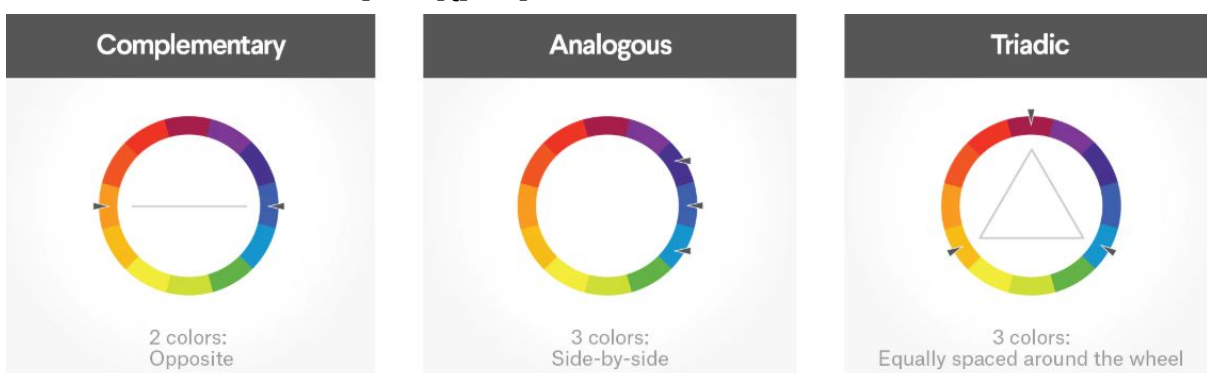 Complementary
2 colors:
Opposite
Analogous
3 colors:
Side-by-side
Triadic
3 colors:
Equally spaced around the wheel